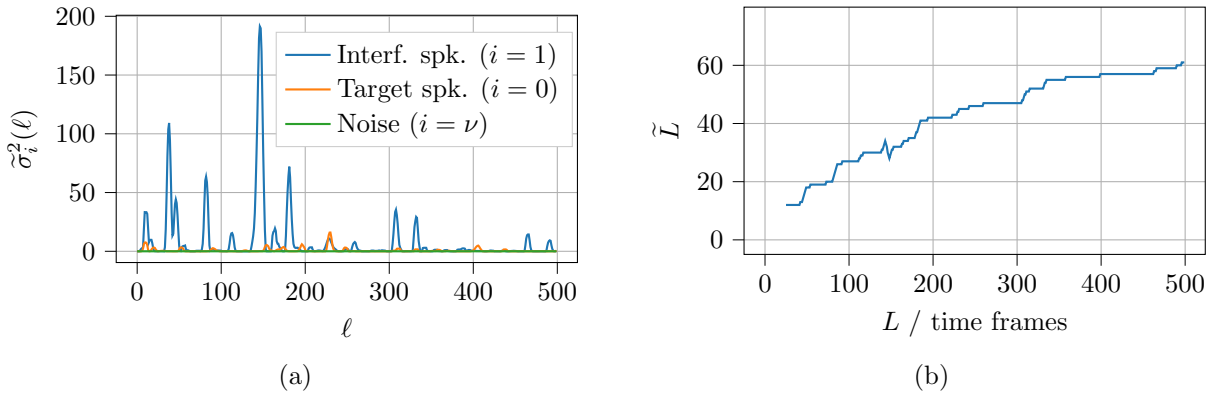 200
150
100
50
0
σ̃ᵢ²(ℓ)
Interf. spk. (i = 1)
Target spk. (i = 0)
Noise (i = ν)
0 100 200 300 400 500
ℓ
(a)
60
40
20
0
L̃
0 100 200 300 400 500
L / time frames
(b)